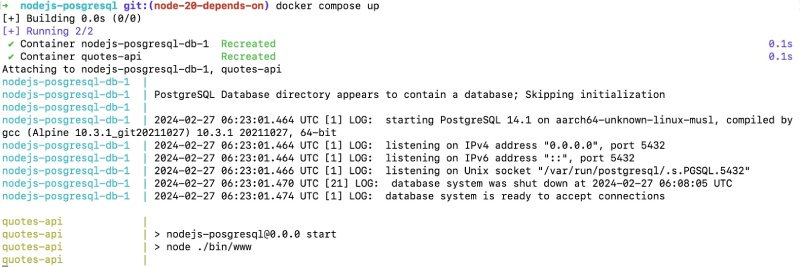 → nodejs-posgresql git:(node-20-depends-on) docker compose up
[+] Building 0.0s (0/0)
[+] Running 2/2
✔ Container nodejs-posgresql-db-1 Recreated 0.1s
✔ Container quotes-api Recreated 0.1s
Attaching to nodejs-posgresql-db-1, quotes-api
nodejs-posgresql-db-1 |
nodejs-posgresql-db-1 | PostgreSQL Database directory appears to contain a database; Skipping initialization
nodejs-posgresql-db-1 |
nodejs-posgresql-db-1 | 2024-02-27 06:23:01.464 UTC [1] LOG: starting PostgreSQL 14.1 on aarch64-unknown-linux-musl, compiled by
gcc (Alpine 10.3.1_git20211027) 10.3.1 20211027, 64-bit
nodejs-posgresql-db-1 | 2024-02-27 06:23:01.464 UTC [1] LOG: listening on IPv4 address "0.0.0.0", port 5432
nodejs-posgresql-db-1 | 2024-02-27 06:23:01.464 UTC [1] LOG: listening on IPv6 address "::", port 5432
nodejs-posgresql-db-1 | 2024-02-27 06:23:01.466 UTC [1] LOG: listening on Unix socket "/var/run/postgresql/.s.PGSQL.5432"
nodejs-posgresql-db-1 | 2024-02-27 06:23:01.470 UTC [21] LOG: database system was shut down at 2024-02-27 06:08:05 UTC
nodejs-posgresql-db-1 | 2024-02-27 06:23:01.474 UTC [1] LOG: database system is ready to accept connections
quotes-api |
quotes-api | > nodejs-posgresql@0.0.0 start
quotes-api | > node ./bin/www
quotes-api |